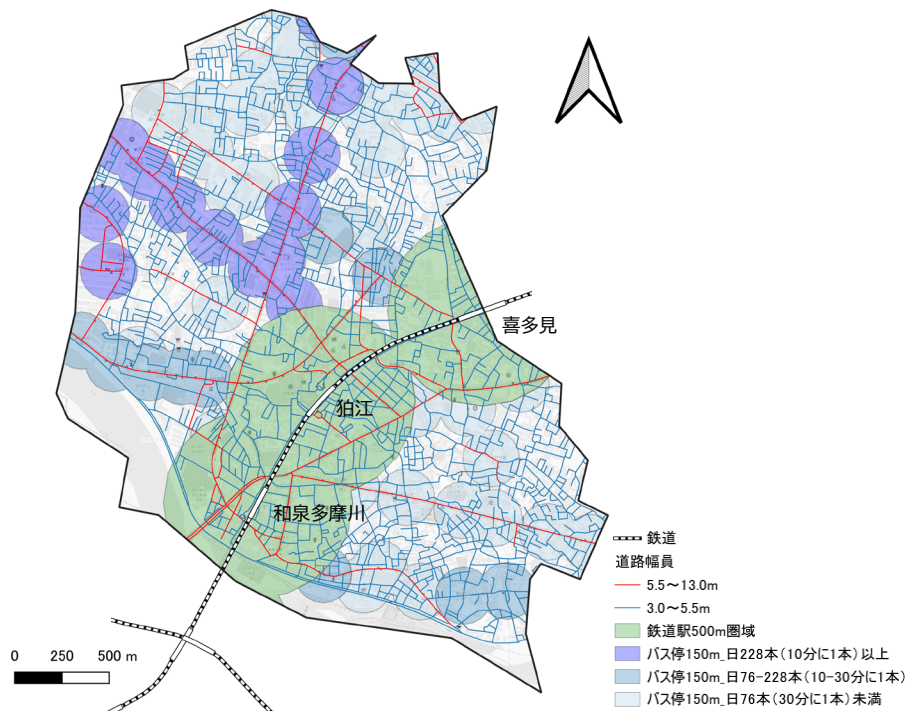 喜多見
狛江
和泉多摩川
鉄道
道路幅員
5.5～13.0m
3.0～5.5m
鉄道駅500m圏域
バス停150m_日228本(10分に1本)以上
バス停150m_日76-228本(10-30分に1本)
バス停150m_日76本(30分に1本)未満
0 250 500 m